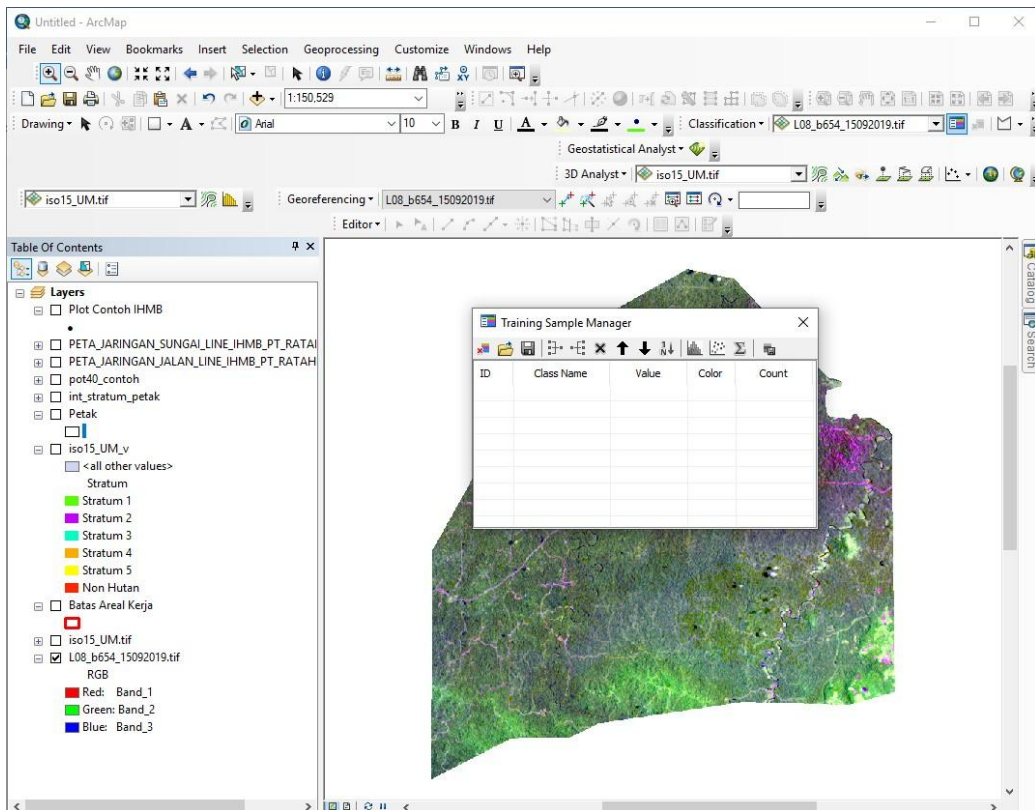 Untitled - ArcMap
File Edit View Bookmarks Insert Selection Geoprocessing Customize Windows Help
1:150,529
Drawing Arial 10 B I U A Classification L08_b654_15092019.tif
Geostatistical Analyst
3D Analyst iso15_UM.tif
iso15_UM.tif Georeferencing L08_b654_15092019.tif
Editor
Table Of Contents
Layers
Plot Contoh IHMB
PETA_JARINGAN_SUNGAI_LINE_IHMB_PT_RATAI
PETA_JARINGAN_JALAN_LINE_IHMB_PT_RATAH
pot40_contoh
int_stratum_petak
Petak
iso15_UM_v
<all other values>
Stratum
Stratum 1
Stratum 2
Stratum 3
Stratum 4
Stratum 5
Non Hutan
Batas Areal Kerja
iso15_UM.tif
L08_b654_15092019.tif
RGB
Red: Band_1
Green: Band_2
Blue: Band_3
Training Sample Manager
ID Class Name Value Color Count
Catalog
Search